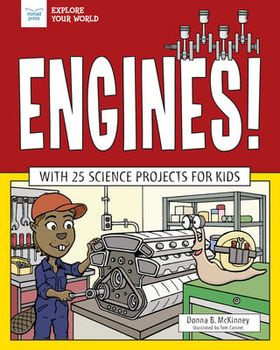 nomad
press
EXPLORE
YOUR WORLD
ENGINES!
WITH 25 SCIENCE PROJECTS FOR KIDS
Donna B. McKinney
Illustrated by Tom Casteel